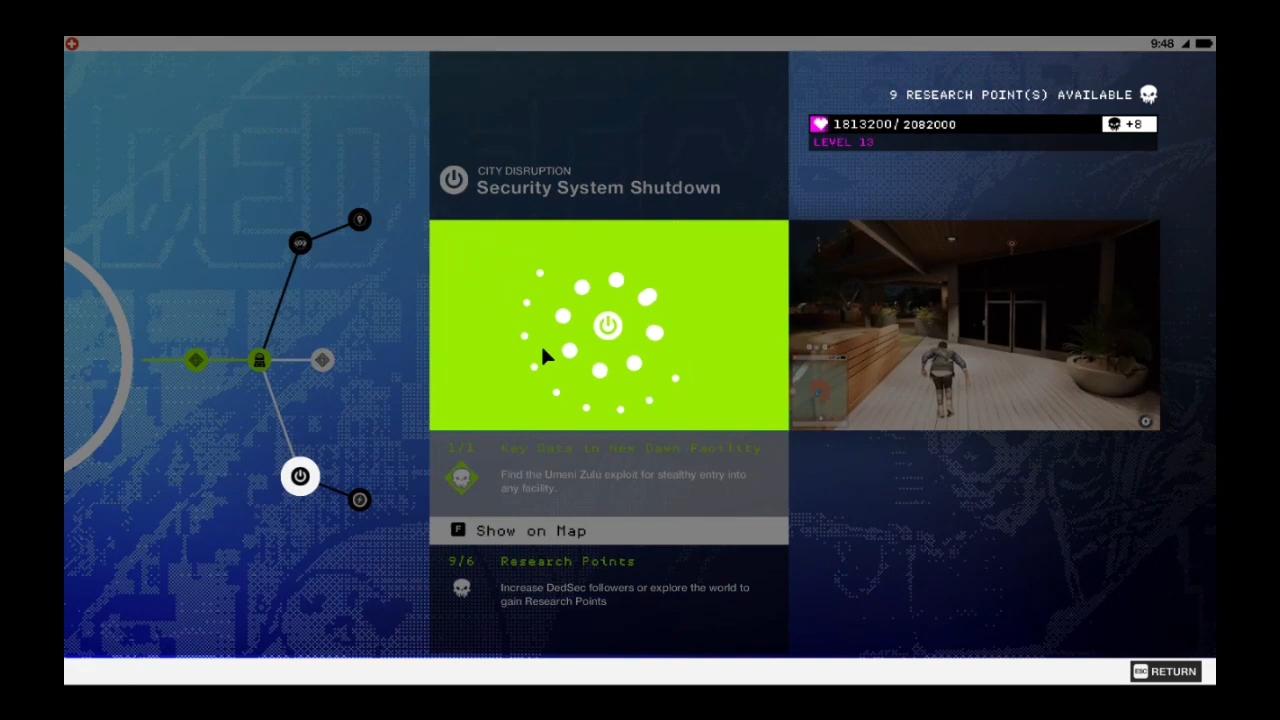 9:48
9 RESEARCH POINT(S) AVAILABLE
1813200/2082000
+8
LEVEL 13
CITY DISRUPTION
Security System Shutdown
1/1 Key Data in New Dawn Facility
Find the Umeni Zulu exploit for stealthy entry into
any facility.
F Show on Map
9/6 Research Points
Increase DedSec followers or explore the world to
gain Research Points
ESC RETURN